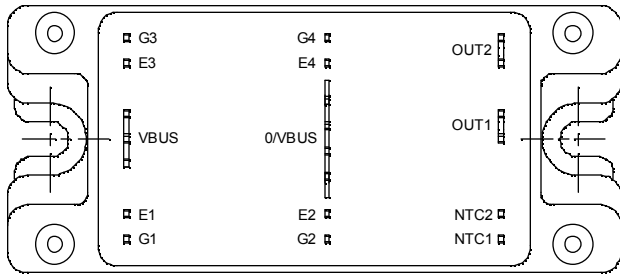 G3 G4
OUT2
E3 E4
OUT1
VBUS 0/VBUS
E1 E2 NTC2
G1 G2 NTC1